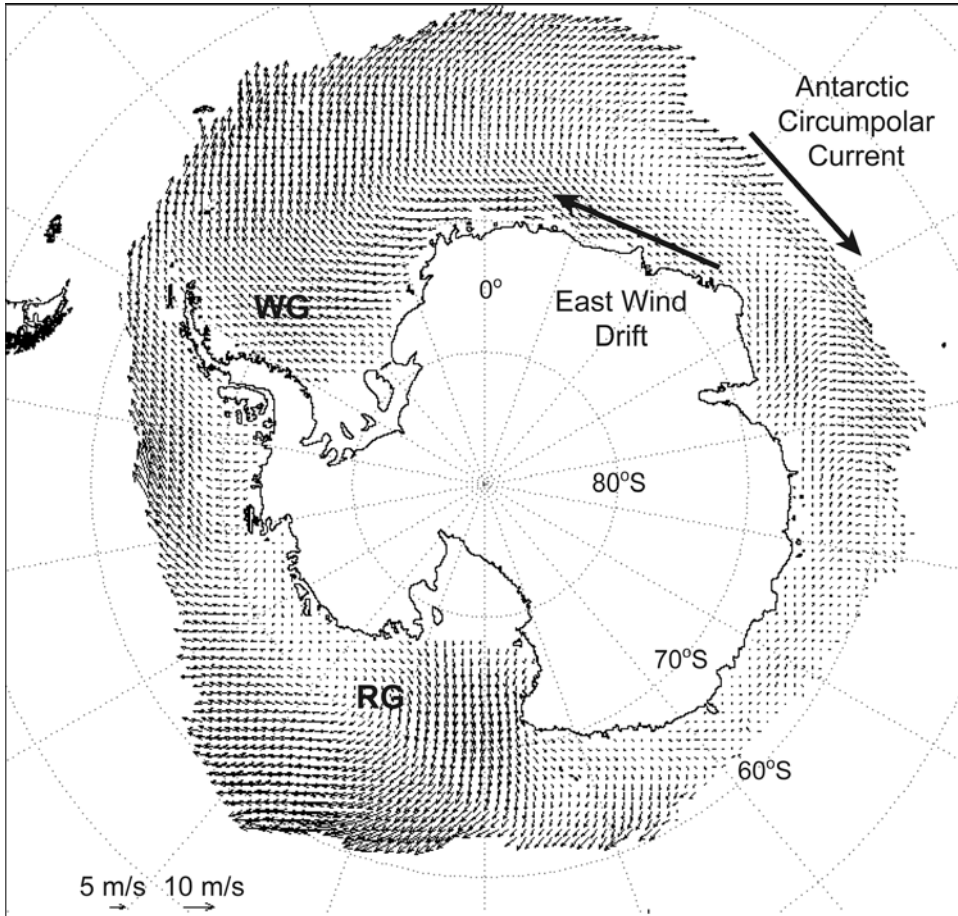 Antarctic
Circumpolar
Current
WG
0°
East Wind
Drift
80°S
70°S
RG
60°S
5 m/s 10 m/s